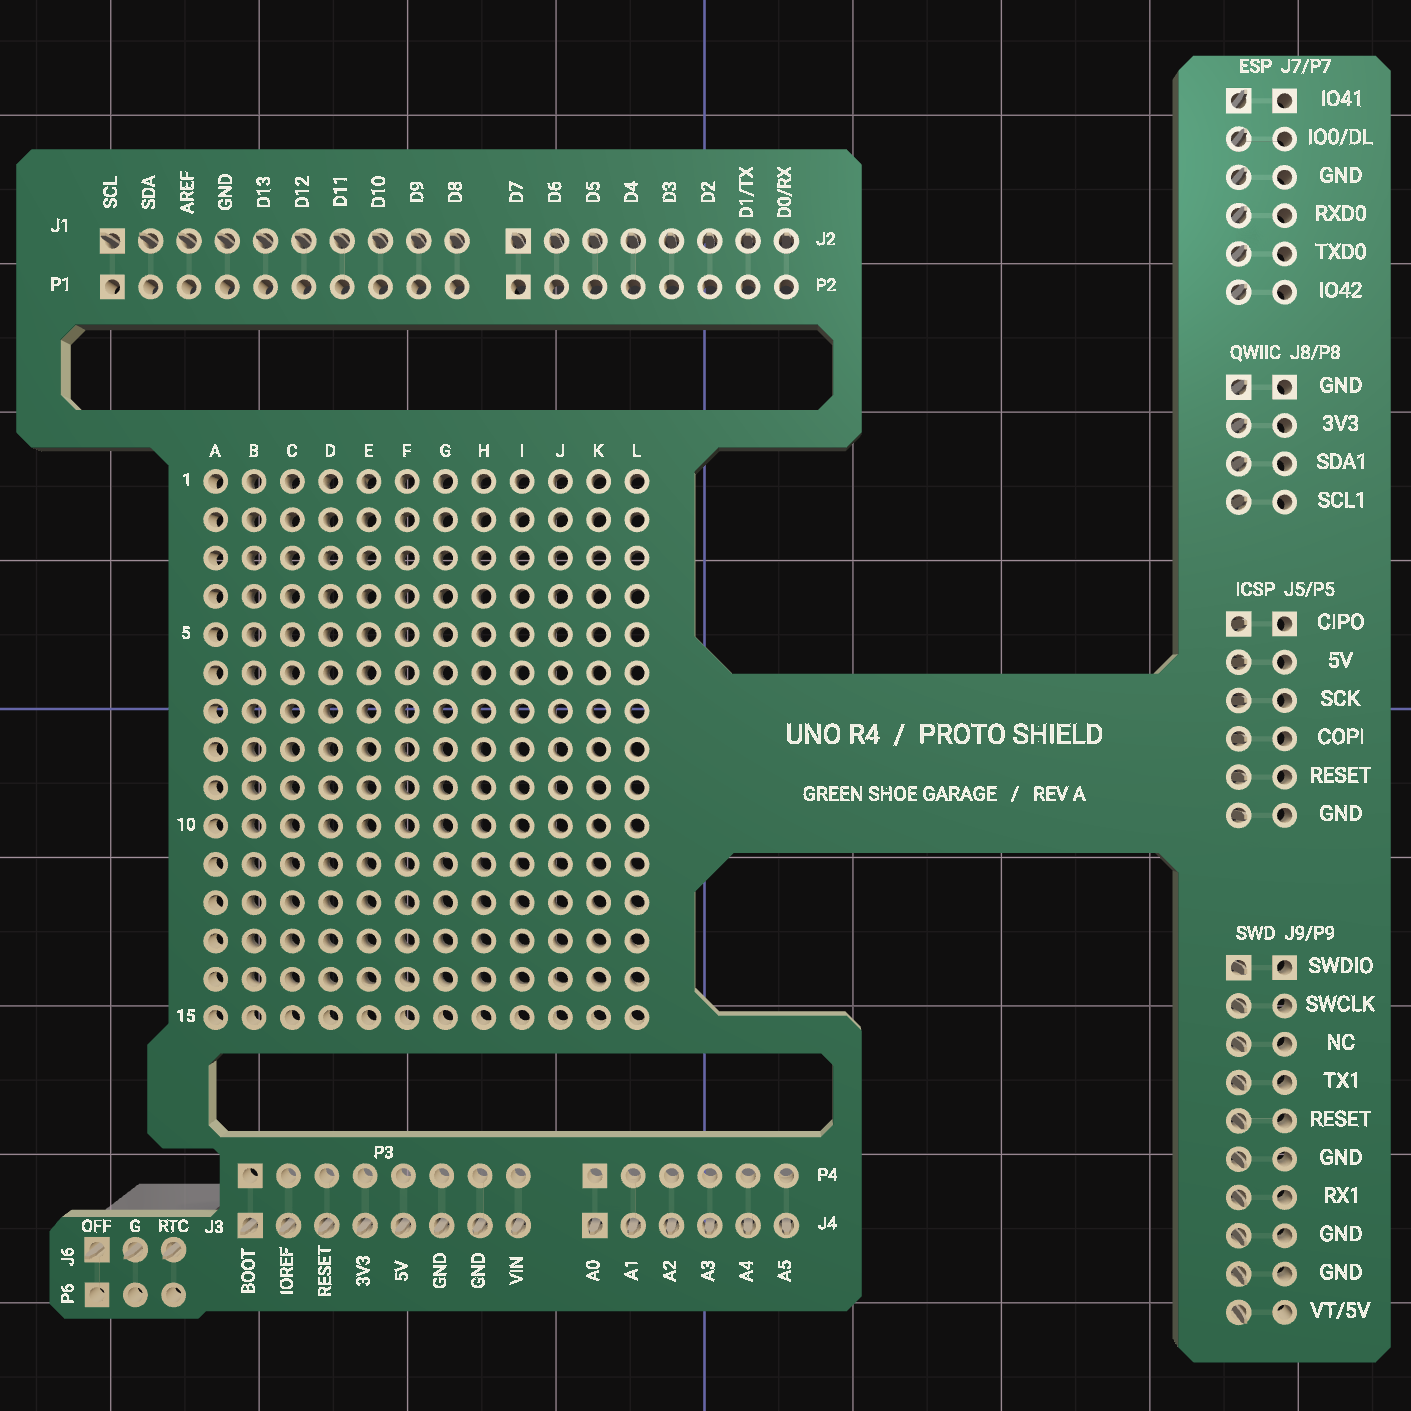 ESP J7/P7
IO41
IO0/DL
GND
RXD0
TXD0
IO42
SCL SDA AREF GND D13 D12 D11 D10 D9 D8 D7 D6 D5 D4 D3 D2 D1/TX D0/RX
J1 J2
P1 P2
QWIIC J8/P8
GND
3V3
SDA1
SCL1
A B C D E F G H I J K L
1
5
10
15
ICSP J5/P5
CIPO
5V
SCK
COPI
RESET
GND
UNO R4 / PROTO SHIELD
GREEN SHOE GARAGE / REV A
SWD J9/P9
SWDIO
SWCLK
NC
TX1
RESET
GND
RX1
GND
GND
VT/5V
P3 P4
OFF G RTC J3 J4
J6
P6
BOOT IOREF RESET 3V3 5V GND GND VIN A0 A1 A2 A3 A4 A5